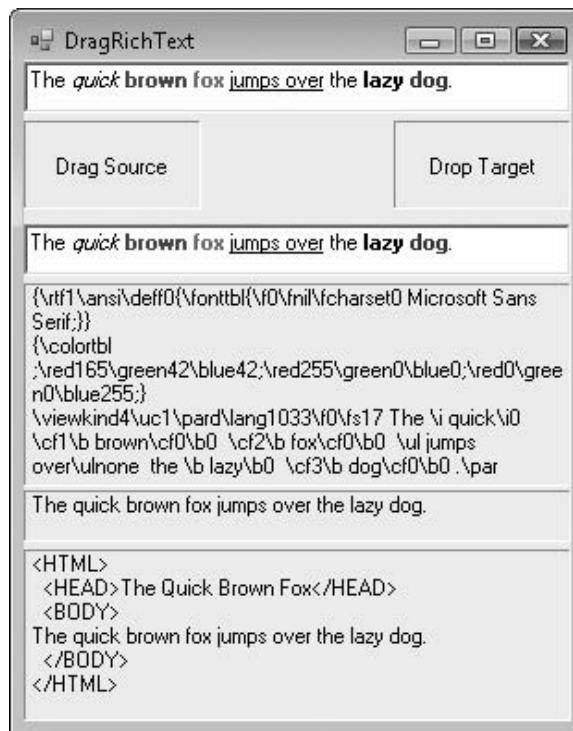 DragRichText
The quick brown fox jumps over the lazy dog.
Drag Source
Drop Target
The quick brown fox jumps over the lazy dog.
{\rtf1\ansi\deff0{\fonttbl{\f0\fnil\fcharset0 Microsoft Sans
Serif;}}
{\colortbl
;\red165\green42\blue42;\red255\green0\blue0;\red0\gree
n0\blue255;}
\viewkind4\uc1\pard\lang1033\f0\fs17 The \i quick\i0
\cf1\b brown\cf0\b0  \cf2\b fox\cf0\b0  \ul jumps
over\ulnone  the \b lazy\b0  \cf3\b dog\cf0\b0 .\par
The quick brown fox jumps over the lazy dog.
<HTML>
<HEAD>The Quick Brown Fox</HEAD>
<BODY>
The quick brown fox jumps over the lazy dog.
</BODY>
</HTML>